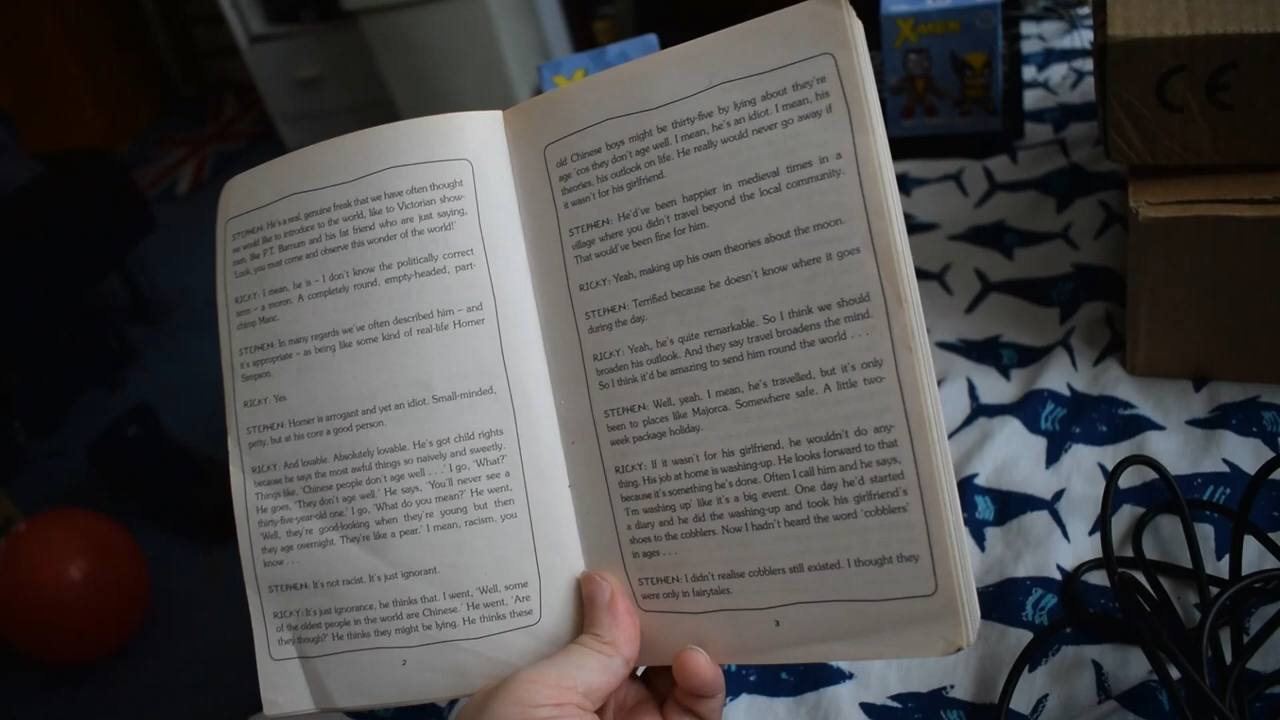 STEPHEN: He's a real, genuine freak that we have often thought
we would like to introduce to the world, like to Victorian show-
men, like P.T. Barnum and his fat friend who are just saying,
'Look, you must come and observe this wonder of the world!'
RICKY: I mean, he is – I don't know the politically correct
term – a moron. A completely round, empty-headed, part-
chimp Manc.
STEPHEN: In many regards we've often described him – and
it's appropriate – as being like some kind of real-life Homer
Simpson.
RICKY: Yes.
STEPHEN: Homer is arrogant and yet an idiot. Small-minded,
petty, but at his core a good person.
RICKY: And lovable. Absolutely lovable. He's got child rights
because he says the most awful things so naively and sweetly.
Things like, 'Chinese people don't age well . . .' I go, 'What?'
He goes, 'They don't age well.' He says, 'You'll never see a
thirty-five-year-old one.' I go, 'What do you mean?' He went,
'Well, they're good-looking when they're young but then
they age overnight. They're like a pear.' I mean, racism, you
know . . .
STEPHEN: It's not racist. It's just ignorant.
RICKY: It's just ignorance, he thinks that. I went, 'Well, some
of the oldest people in the world are Chinese.' He went, 'Are
they though?' He thinks they might be lying. He thinks these
2
old Chinese boys might be thirty-five by lying about they're
age 'cos they don't age well. I mean, he's an idiot. I mean, his
theories, his outlook on life. He really would never go away if
it wasn't for his girlfriend.
STEPHEN: He'd've been happier in medieval times in a
village where you didn't travel beyond the local community.
That would've been fine for him.
RICKY: Yeah, making up his own theories about the moon.
STEPHEN: Terrified because he doesn't know where it goes
during the day.
RICKY: Yeah, he's quite remarkable. So I think we should
broaden his outlook. And they say travel broadens the mind.
So I think it'd be amazing to send him round the world . . .
STEPHEN: Well, yeah. I mean, he's travelled, but it's only
been to places like Majorca. Somewhere safe. A little two-
week package holiday.
RICKY: If it wasn't for his girlfriend, he wouldn't do any-
thing. His job at home is washing-up. He looks forward to that
because it's something he's done. Often I call him and he says,
'I'm washing up' like it's a big event. One day he'd started
a diary and he did the washing-up and took his girlfriend's
shoes to the cobblers. Now I hadn't heard the word 'cobblers'
in ages . . .
STEPHEN: I didn't realise cobblers still existed. I thought they
were only in fairytales.
3
X-MEN
CE